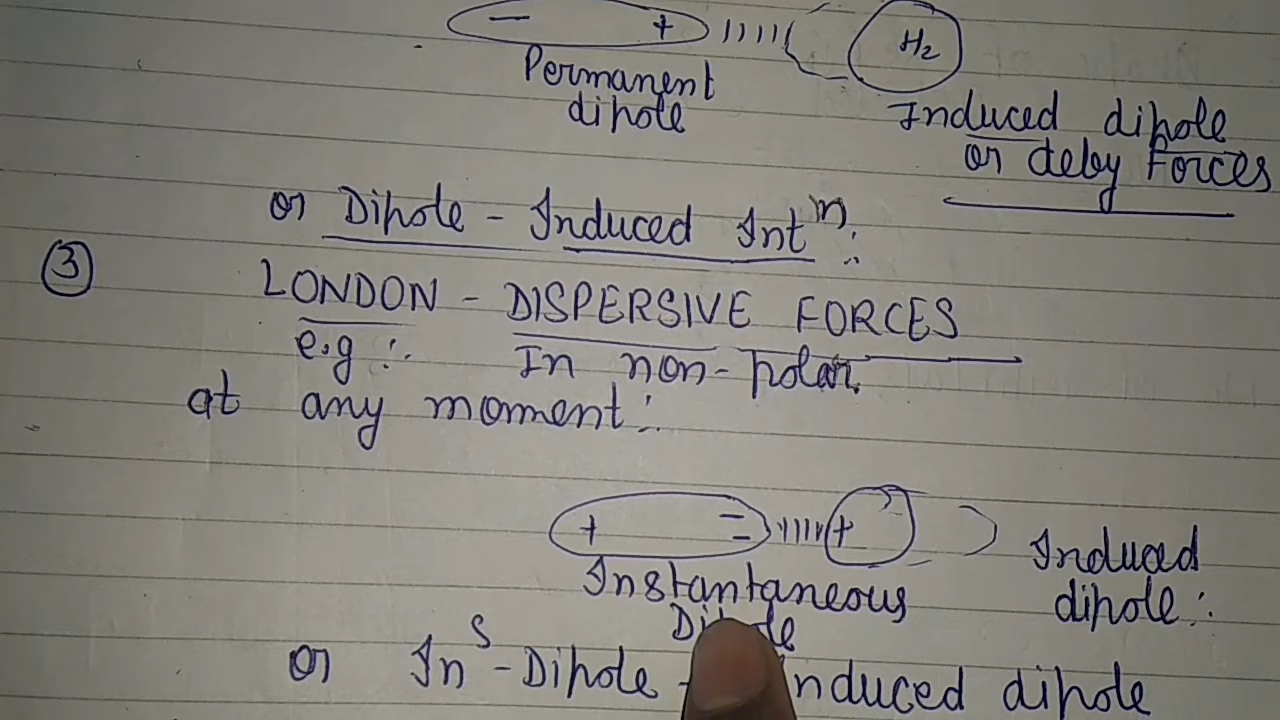 - +
H2
Permanent
dipole
Induced dipole
or deby Forces
or Dipole - Induced Intⁿ:
③
LONDON - DISPERSIVE FORCES
e.g :. In non-polar.
at any moment :.
+ - +
Instantaneous
Induced
dipole :.
or Inˢ-Dipole - Induced dipole